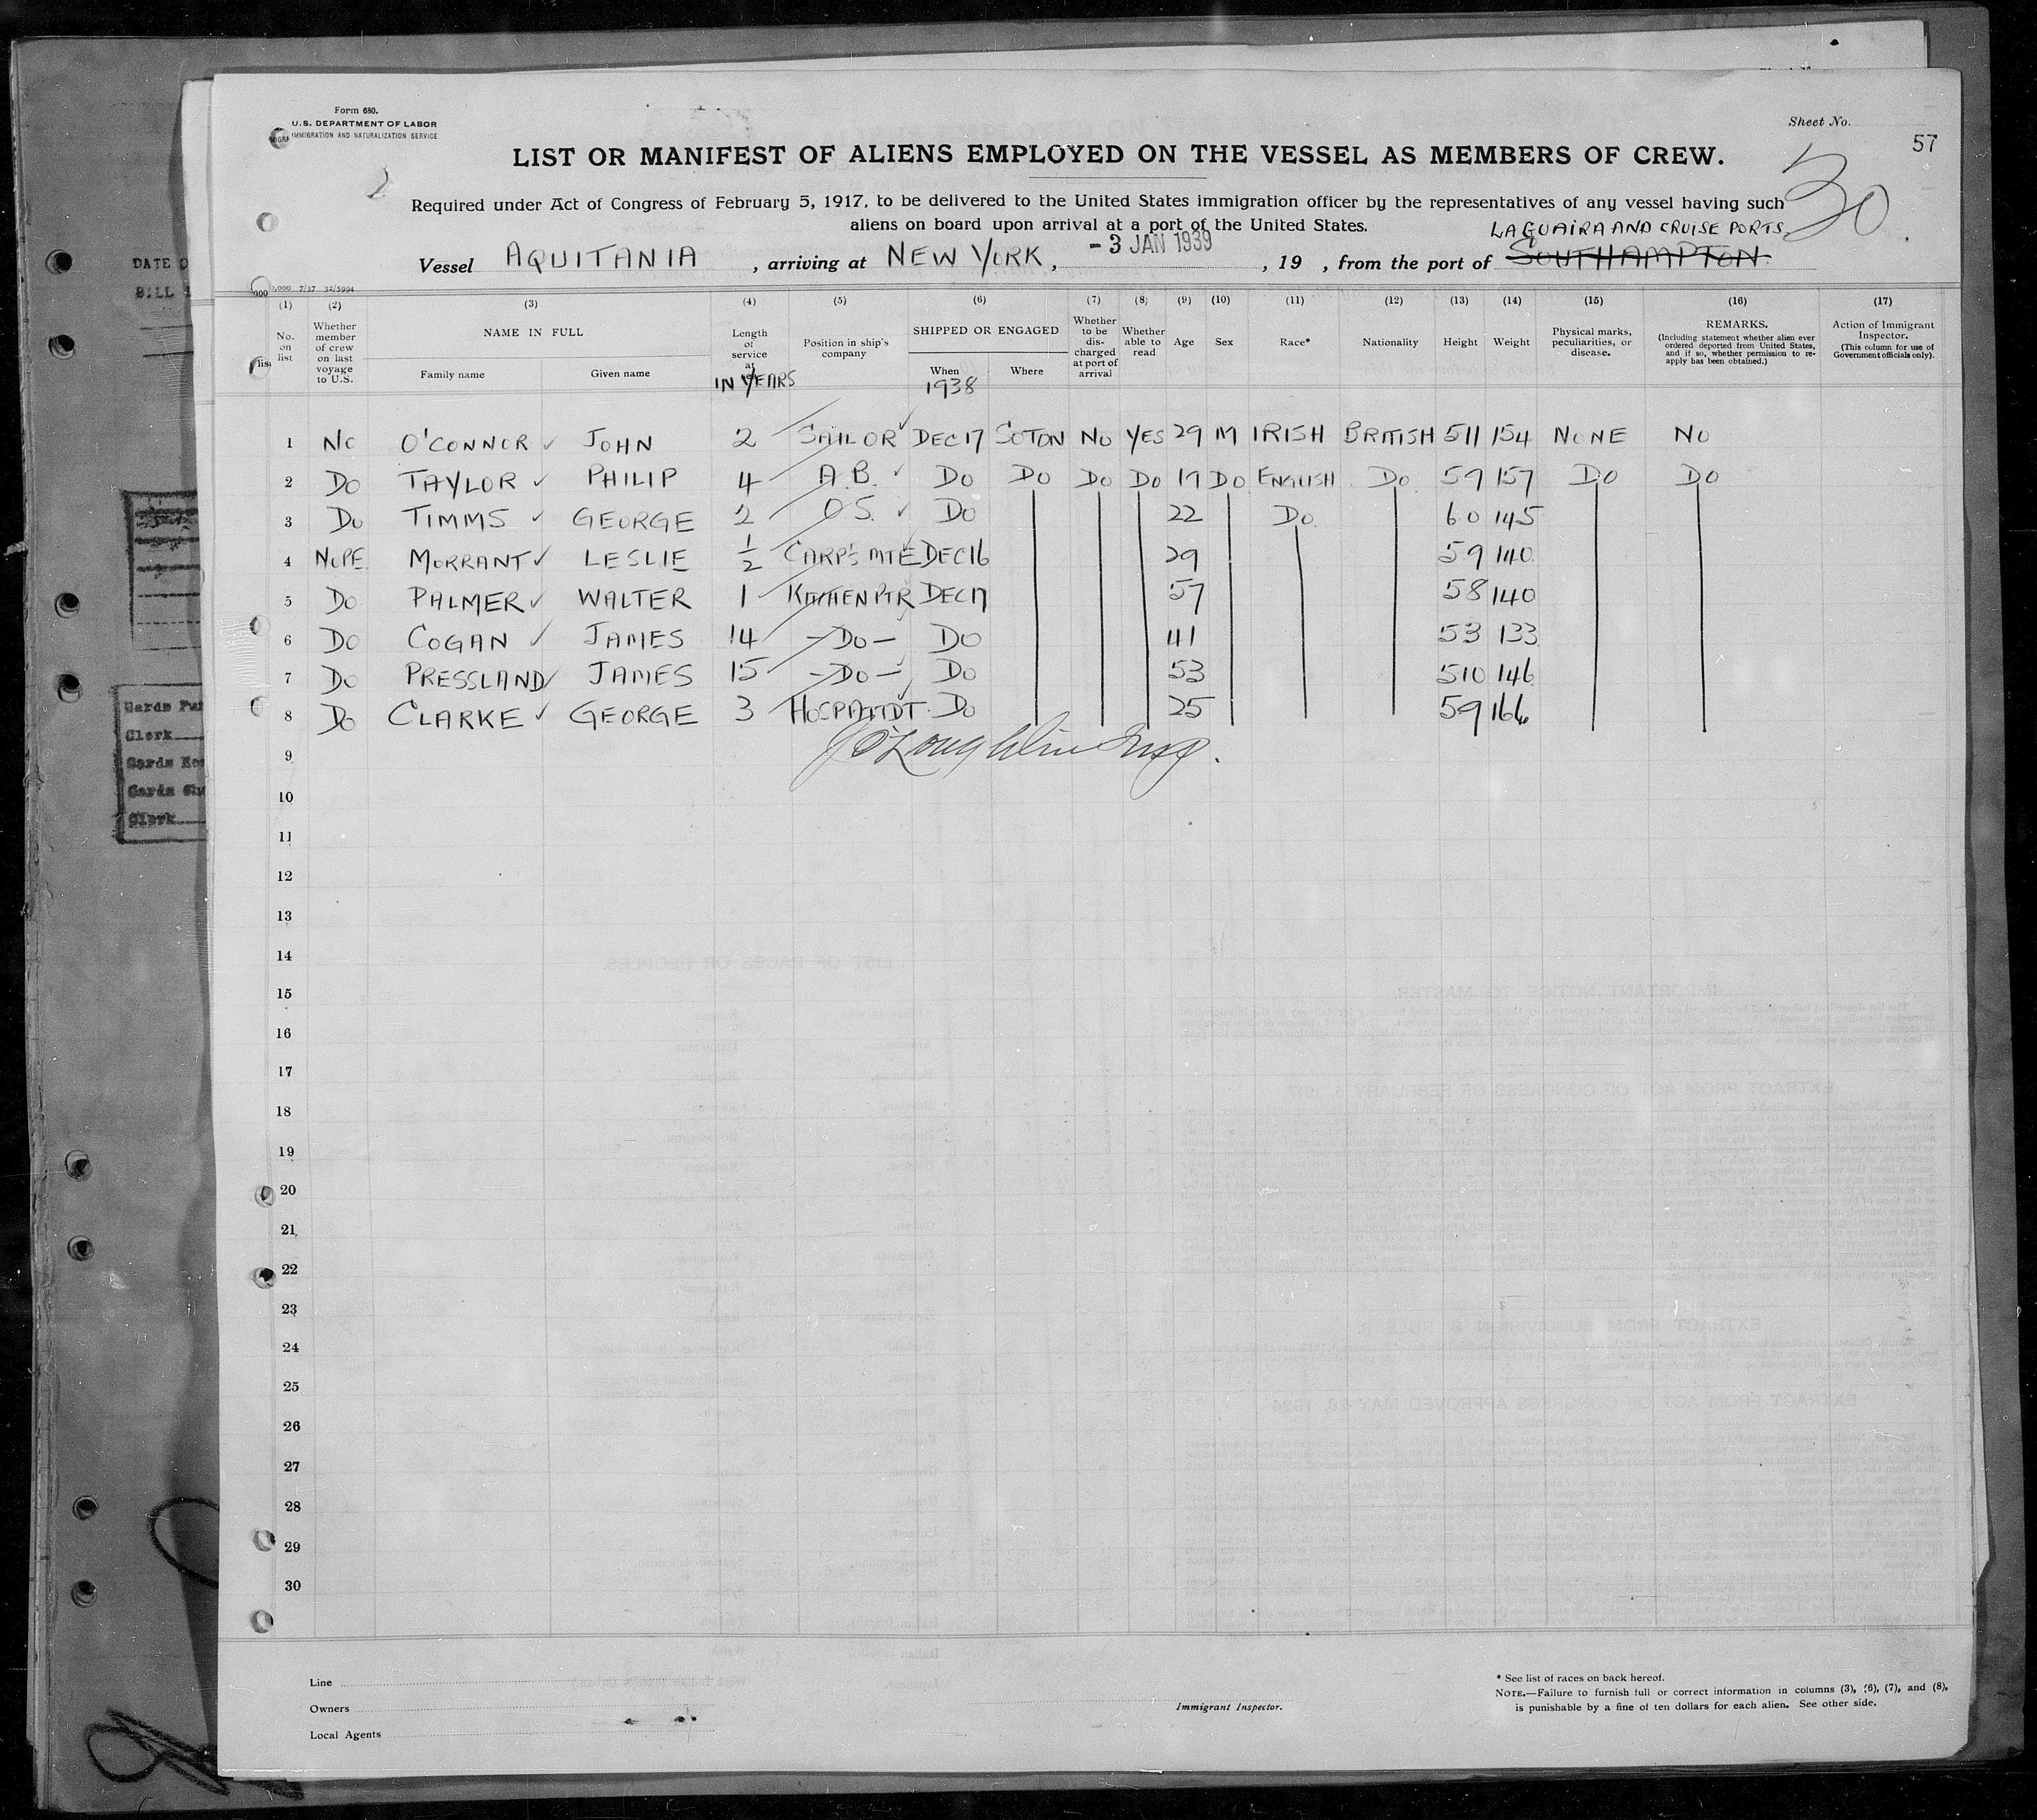 Form 680.
U.S. DEPARTMENT OF LABOR
IMMIGRATION AND NATURALIZATION SERVICE
Sheet No.
57
LIST OR MANIFEST OF ALIENS EMPLOYED ON THE VESSEL AS MEMBERS OF CREW.
30
Required under Act of Congress of February 5, 1917, to be delivered to the United States immigration officer by the representatives of any vessel having such
aliens on board upon arrival at a port of the United States.
LA GUAIRA AND CRUISE PORTS.
Vessel AQUITANIA, arriving at NEW YORK, -3 JAN 1939, 19 , from the port of SOUTHAMPTON.
(1) (2) (3) (4) (5) (6) (7) (8) (9) (10) (11) (12) (13) (14) (15) (16) (17)
No. on list
Whether member of crew on last voyage to U.S.
NAME IN FULL
Family name
Given name
Length of service at
IN YEARS
Position in ship's company
SHIPPED OR ENGAGED
When
1938
Where
Whether to be discharged at port of arrival
Whether able to read
Age
Sex
Race*
Nationality
Height
Weight
Physical marks, peculiarities, or disease.
REMARKS.
(Including statement whether alien ever ordered deported from United States, and if so, whether permission to reapply has been obtained.)
Action of Immigrant Inspector.
(This column for use of Government officials only).
1 NO O'CONNOR JOHN 2 SAILOR DEC 17 SOTON NO YES 29 M IRISH BRITISH 511 154 NONE NO
2 DO TAYLOR PHILIP 4 A.B. DO DO DO DO 19 DO ENGLISH DO 59 157 DO DO
3 DO TIMMS GEORGE 2 O.S. DO 22 DO 60 145
4 NOPE MORRANT LESLIE 1/2 CARP'S MTE DEC 16 29 59 140
5 DO PALMER WALTER 1 KITCHEN PTR DEC 17 57 58 140
6 DO COGAN JAMES 14 -DO- DO 41 53 133
7 DO PRESSLAND JAMES 15 -DO- DO 53 510 146
8 DO CLARKE GEORGE 3 HOSP ATTDT. DO 25 59 166
9
10
11
12
13
14
15
16
17
18
19
20
21
22
23
24
25
26
27
28
29
30
Line
Owners
Local Agents
Immigrant Inspector.
* See list of races on back hereof.
NOTE.—Failure to furnish full or correct information in columns (3), (6), (7), and (8),
is punishable by a fine of ten dollars for each alien. See other side.